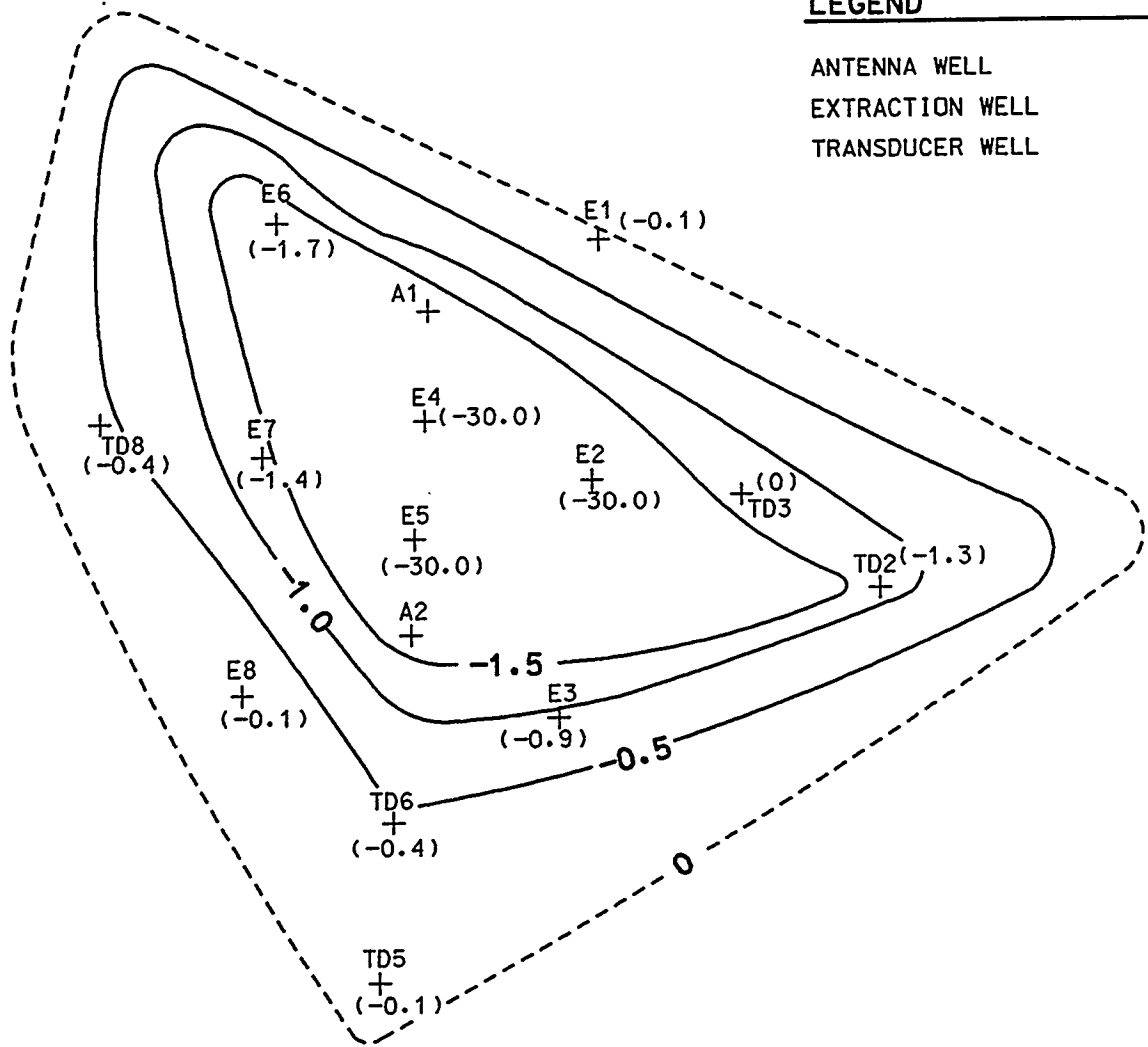 LEGEND
ANTENNA WELL
EXTRACTION WELL
TRANSDUCER WELL
E6
(-1.7)
E1 (-0.1)
A1
E4
(-30.0)
E7
(-1.4)
TD8
(-0.4)
E2
(-30.0)
(0)
TD3
E5
(-30.0)
TD2 (-1.3)
A2
-1.0
-1.5
E8
(-0.1)
E3
(-0.9)
-0.5
TD6
(-0.4)
0
TD5
(-0.1)